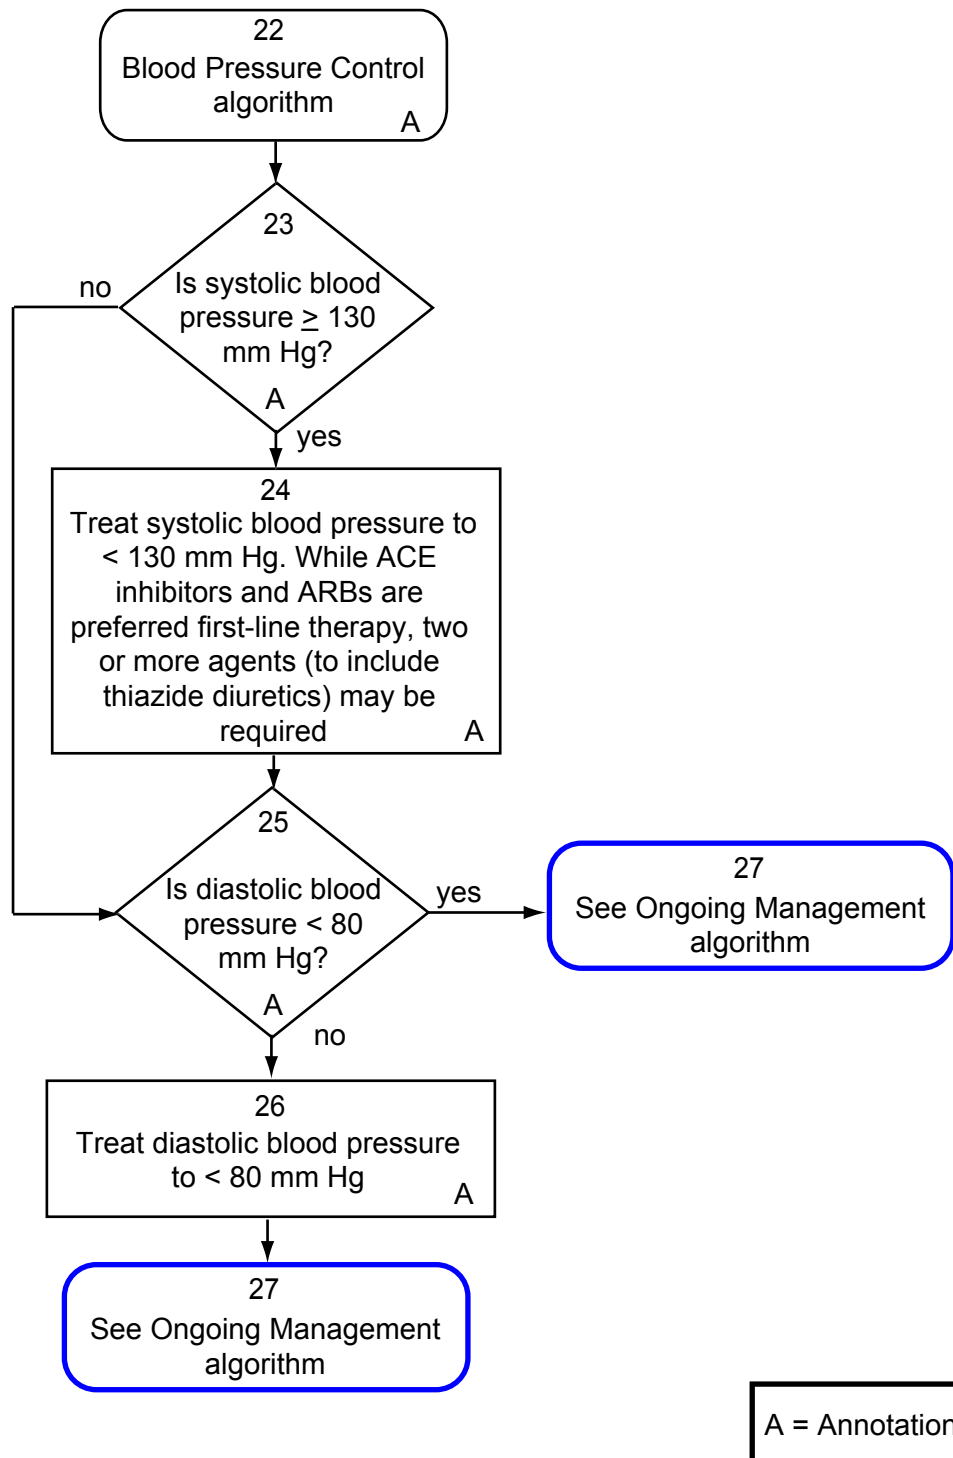 22
Blood Pressure Control
algorithm
A
23
Is systolic blood
pressure ≥ 130
mm Hg?
A
no
yes
24
Treat systolic blood pressure to
< 130 mm Hg. While ACE
inhibitors and ARBs are
preferred first-line therapy, two
or more agents (to include
thiazide diuretics) may be
required
A
25
Is diastolic blood
pressure < 80
mm Hg?
A
yes
27
See Ongoing Management
algorithm
no
26
Treat diastolic blood pressure
to < 80 mm Hg
A
27
See Ongoing Management
algorithm
A = Annotation